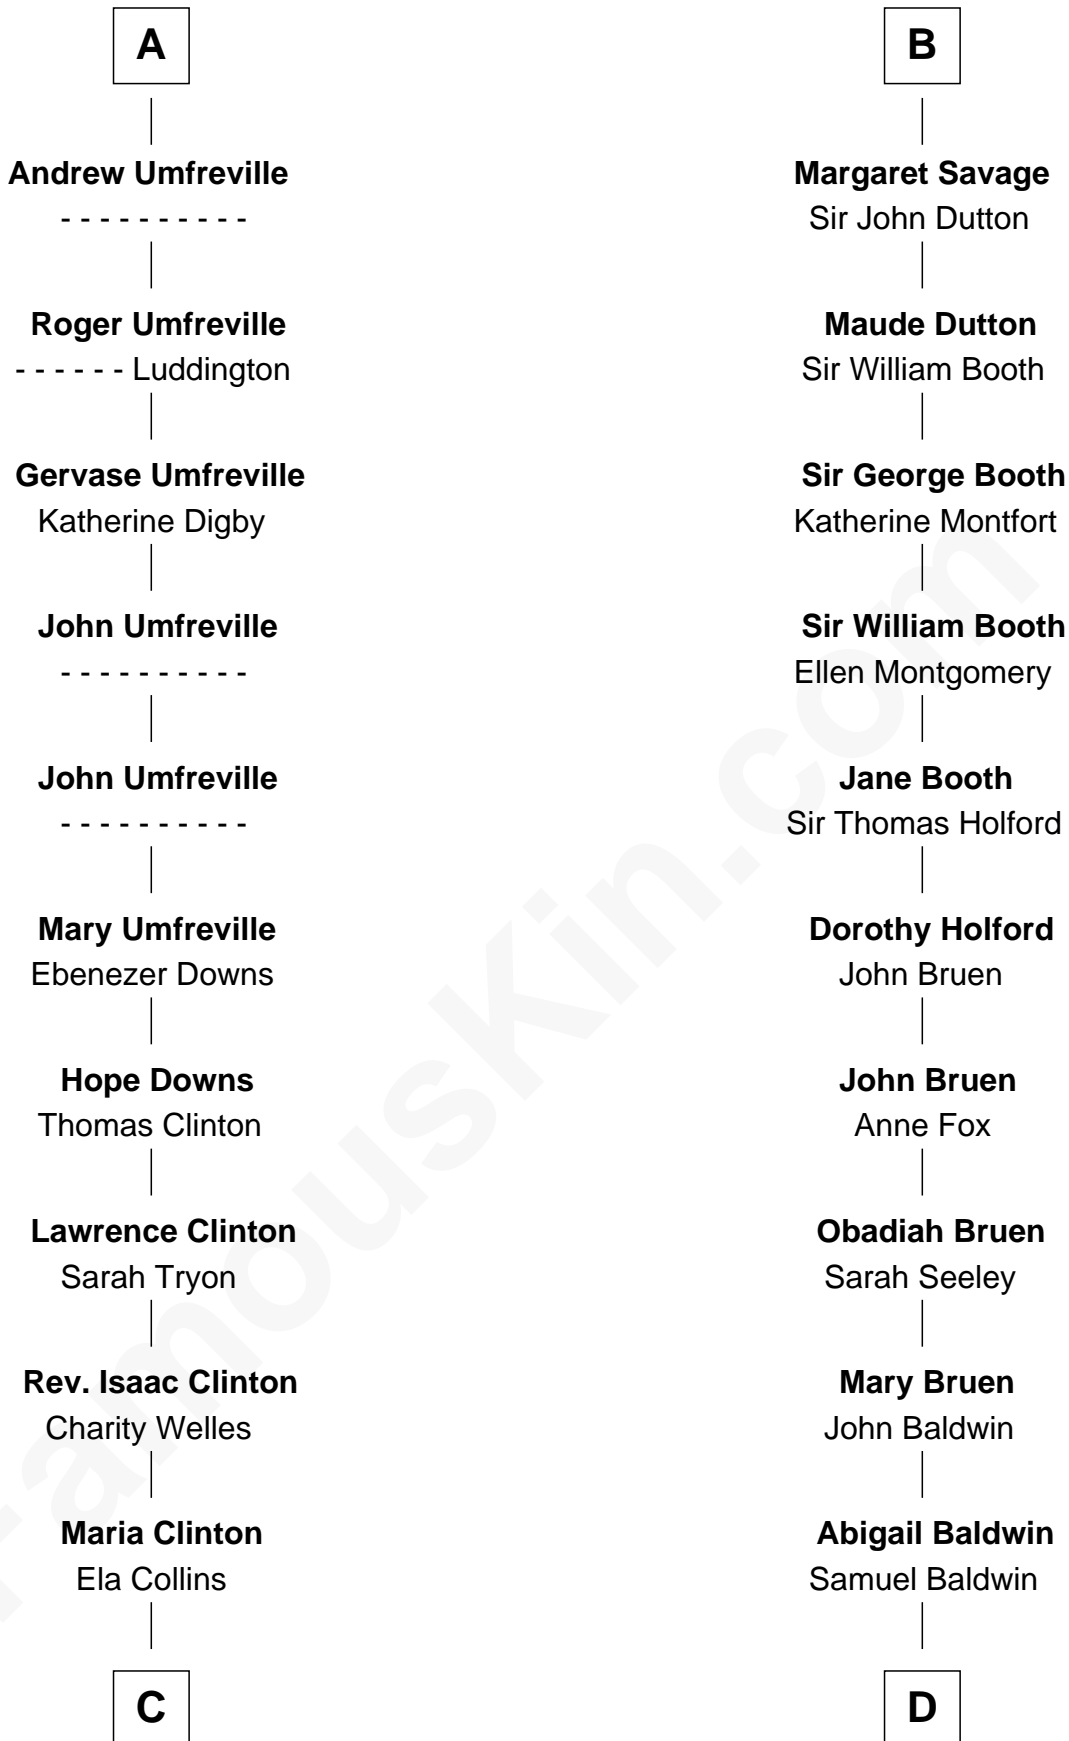 A
Andrew Umfreville
- - - - - - - - - -
Roger Umfreville
- - - - - - Luddington
Gervase Umfreville
Katherine Digby
John Umfreville
- - - - - - - - - -
John Umfreville
- - - - - - - - - -
Mary Umfreville
Ebenezer Downs
Hope Downs
Thomas Clinton
Lawrence Clinton
Sarah Tryon
Rev. Isaac Clinton
Charity Welles
Maria Clinton
Ela Collins
C
B
Margaret Savage
Sir John Dutton
Maude Dutton
Sir William Booth
Sir George Booth
Katherine Montfort
Sir William Booth
Ellen Montgomery
Jane Booth
Sir Thomas Holford
Dorothy Holford
John Bruen
John Bruen
Anne Fox
Obadiah Bruen
Sarah Seeley
Mary Bruen
John Baldwin
Abigail Baldwin
Samuel Baldwin
D
FamousKin.com